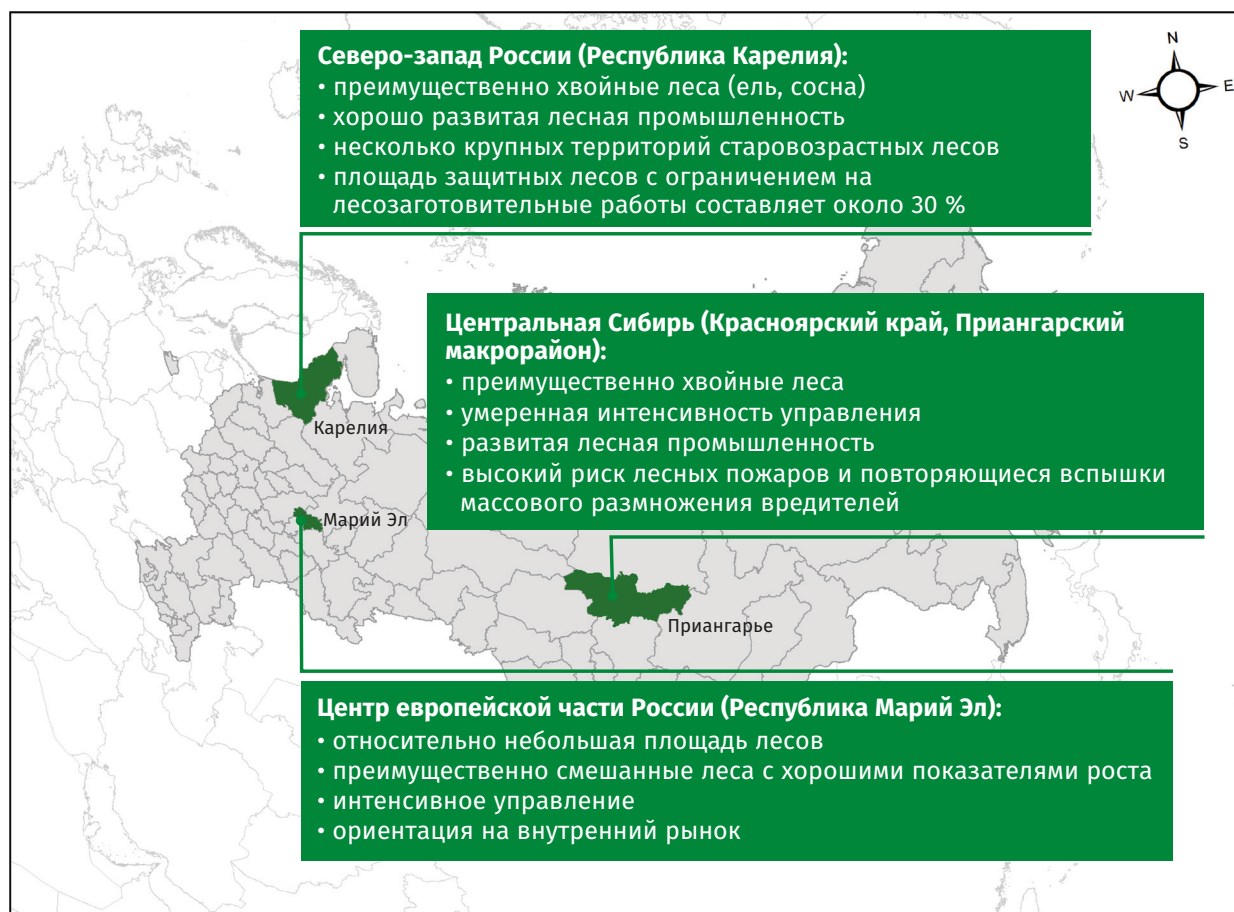 Северо-запад России (Республика Карелия):
• преимущественно хвойные леса (ель, сосна)
• хорошо развитая лесная промышленность
• несколько крупных территорий старовозрастных лесов
• площадь защитных лесов с ограничением на
лесозаготовительные работы составляет около 30 %
N
W
E
S
Центральная Сибирь (Красноярский край, Приангарский
макрорайон):
• преимущественно хвойные леса
• умеренная интенсивность управления
• развитая лесная промышленность
• высокий риск лесных пожаров и повторяющиеся вспышки
массового размножения вредителей
Карелия
Марий Эл
Приангарье
Центр европейской части России (Республика Марий Эл):
• относительно небольшая площадь лесов
• преимущественно смешанные леса с хорошими показателями роста
• интенсивное управление
• ориентация на внутренний рынок